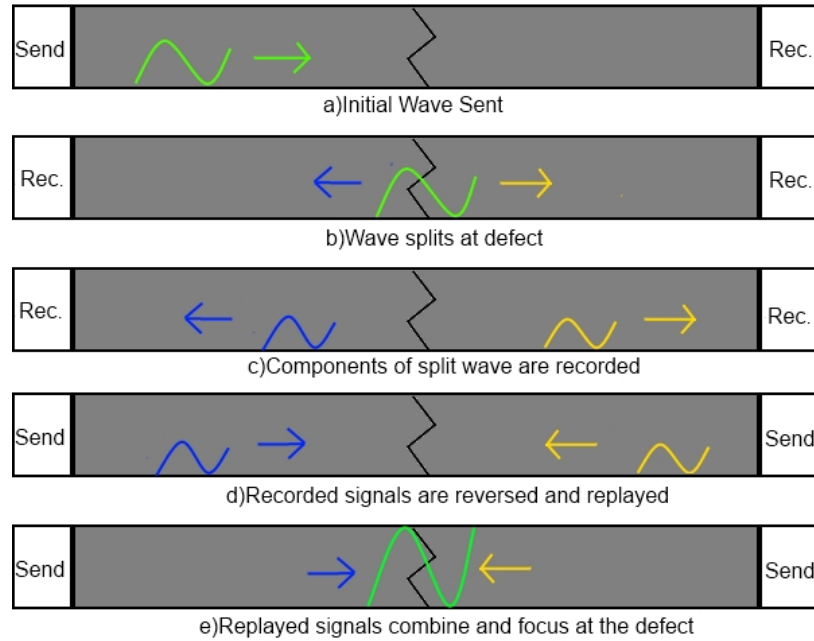 Send
Rec.
a)Initial Wave Sent
Rec.
Rec.
b)Wave splits at defect
Rec.
Rec.
c)Components of split wave are recorded
Send
Send
d)Recorded signals are reversed and replayed
Send
Send
e)Replayed signals combine and focus at the defect